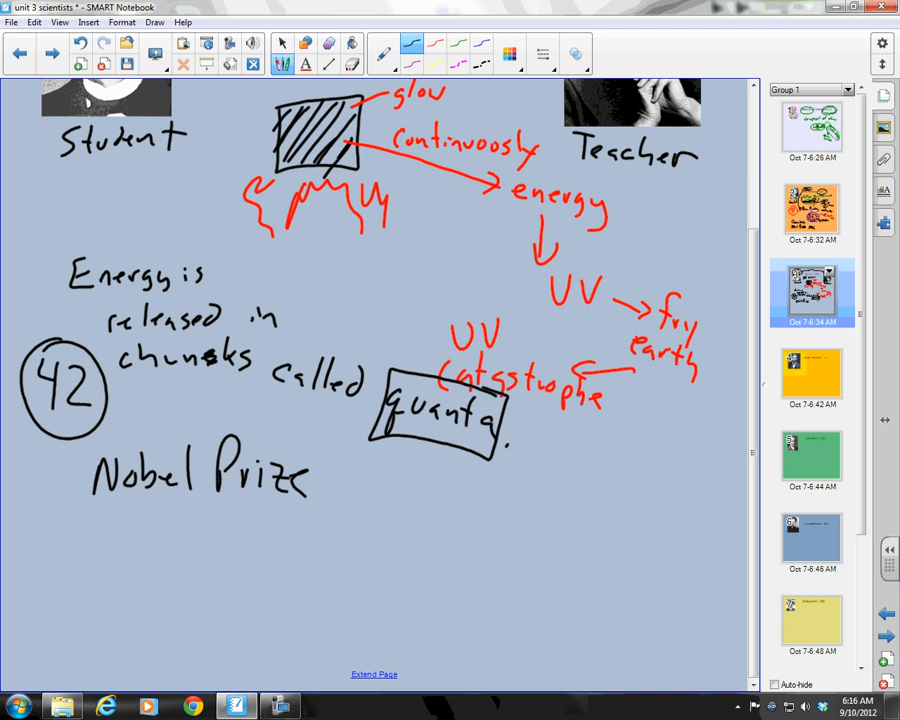 unit 3 scientists * - SMART Notebook
File Edit View Insert Format Draw Help
Group 1
glow
Student
continuously
Teacher
energy
UV
fry
earth
UV
Catastrophe
Energy is
released in
chunks
42
called
quanta.
Nobel Prize
Extend Page
Oct 7-6:26 AM
Oct 7-6:32 AM
Oct 7-6:34 AM
Oct 7-6:42 AM
Oct 7-6:44 AM
Oct 7-6:46 AM
Oct 7-6:48 AM
Auto-hide
6:16 AM
9/10/2012